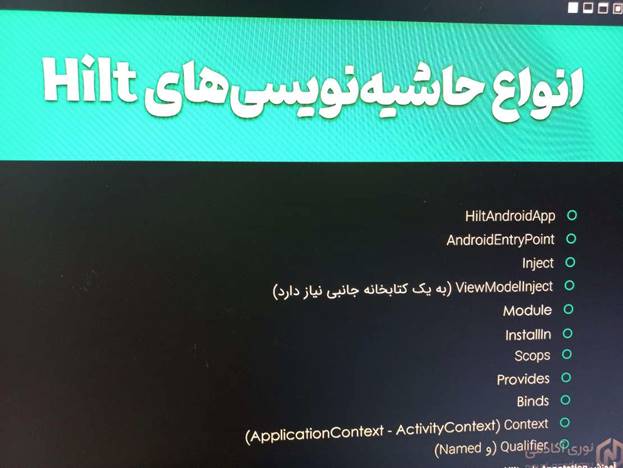 انواع حاشیه‌نویسی‌های Hilt
HiltAndroidApp
AndroidEntryPoint
Inject
ViewModelInject (به یک کتابخانه جانبی نیاز دارد)
Module
InstallIn
Scops
Provides
Binds
Context (ApplicationContext - ActivityContext)
Qualifier (و Named)
نوری آکادمی